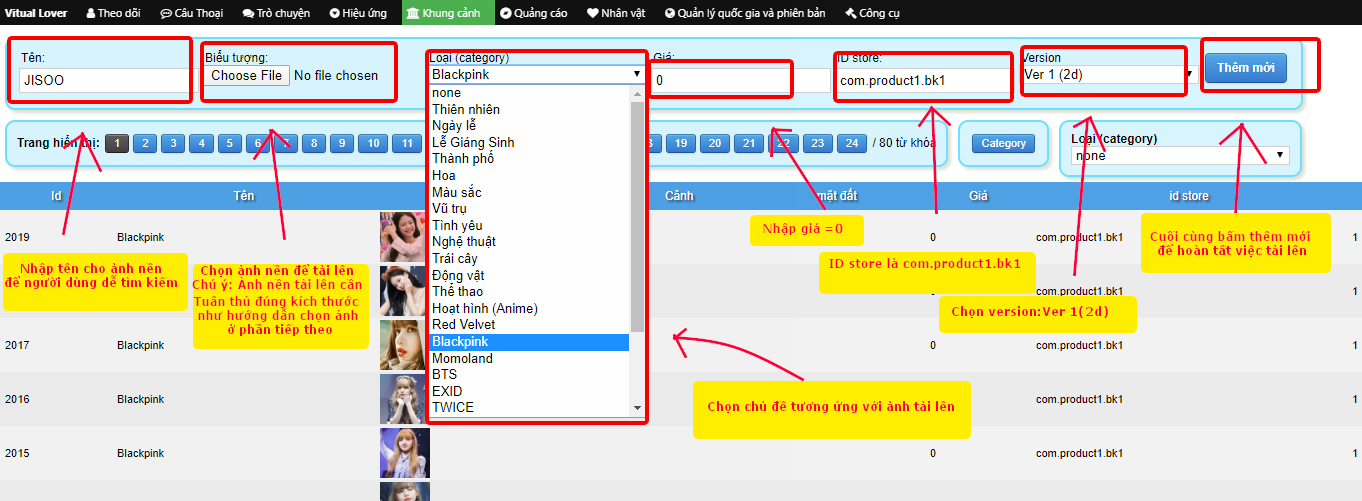 Vitual Lover Theo dõi Câu Thoại Trò chuyện Hiệu ứng Khung cảnh Quảng cáo Nhân vật Quản lý quốc gia và phiên bản Công cụ
Tên: Biểu tượng: Loại (category) Giá: ID store: Version
JISOO Choose File No file chosen Blackpink 0 com.product1.bk1 Ver 1 (2d) Thêm mới
none
Thiên nhiên
Ngày lễ
Lễ Giáng Sinh
Thành phố
Hoa
Màu sắc
Vũ trụ
Tình yêu
Nghệ thuật
Trái cây
Động vật
Thể thao
Hoạt hình (Anime)
Red Velvet
Blackpink
Momoland
BTS
EXID
TWICE
Trang hiển thị: 1 2 3 4 5 6 7 8 9 10 11 19 20 21 22 23 24 / 80 từ khóa Category Loại (category)
none
Id Tên Cảnh mặt đất Giá id store
2019 Blackpink 0 com.product1.bk1 1
com.product1.bk1 1
2017 Blackpink 0 com.product1.bk1 1
2016 Blackpink 0 com.product1.bk1 1
2015 Blackpink 0 com.product1.bk1 1
Nhập tên cho ảnh nền
để người dùng dễ tìm kiếm
Chọn ảnh nền để tải lên
Chú ý: Ảnh nền tải lên cần
Tuân thủ đúng kích thước
như hướng dẫn chọn ảnh
ở phần tiếp theo
Nhập giá =0
ID store là com.product1.bk1
Chọn version:Ver 1(2d)
Cuối cùng bấm thêm mới
để hoàn tất việc tải lên
Chọn chủ đề tương ứng với ảnh tải lên